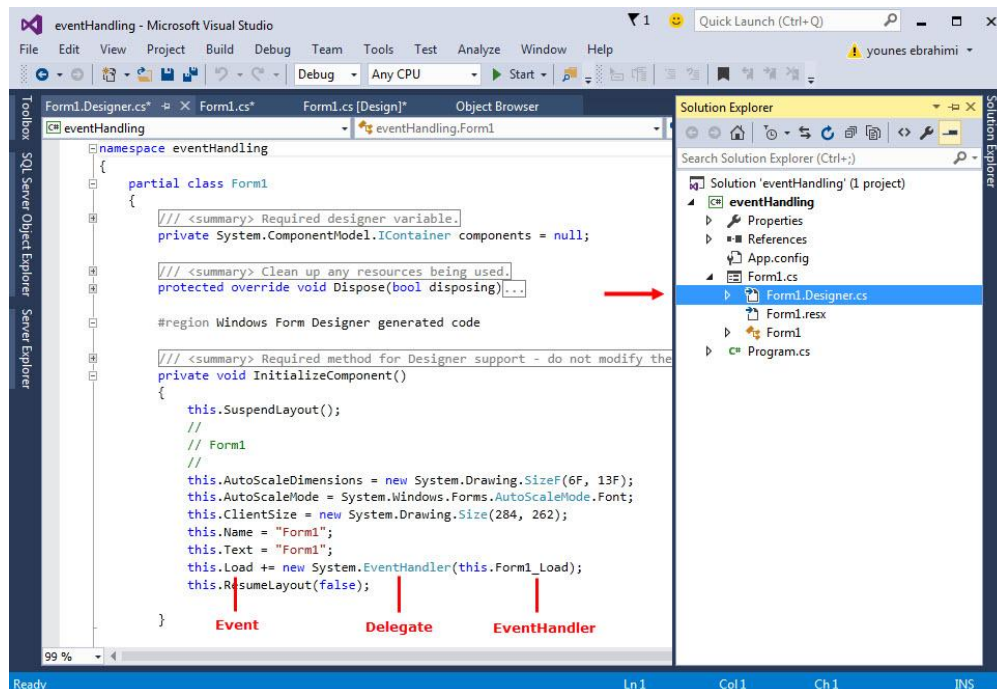 eventHandling - Microsoft Visual Studio
1
Quick Launch (Ctrl+Q)
File Edit View Project Build Debug Team Tools Test Analyze Window Help
younes ebrahimi
Debug Any CPU Start
Toolbox
SQL Server Object Explorer
Server Explorer
Form1.Designer.cs* Form1.cs* Form1.cs [Design]* Object Browser
C# eventHandling eventHandling.Form1
namespace eventHandling
{
partial class Form1
{
/// <summary> Required designer variable.
private System.ComponentModel.IContainer components = null;
/// <summary> Clean up any resources being used.
protected override void Dispose(bool disposing)...
#region Windows Form Designer generated code
/// <summary> Required method for Designer support - do not modify the
private void InitializeComponent()
{
this.SuspendLayout();
//
// Form1
//
this.AutoScaleDimensions = new System.Drawing.SizeF(6F, 13F);
this.AutoScaleMode = System.Windows.Forms.AutoScaleMode.Font;
this.ClientSize = new System.Drawing.Size(284, 262);
this.Name = "Form1";
this.Text = "Form1";
this.Load += new System.EventHandler(this.Form1_Load);
this.ResumeLayout(false);
}
Event Delegate EventHandler
99 %
Solution Explorer
Search Solution Explorer (Ctrl+;)
Solution 'eventHandling' (1 project)
C# eventHandling
Properties
References
App.config
Form1.cs
Form1.Designer.cs
Form1.resx
Form1
C# Program.cs
Solution Explorer
Ready Ln 1 Col 1 Ch 1 INS